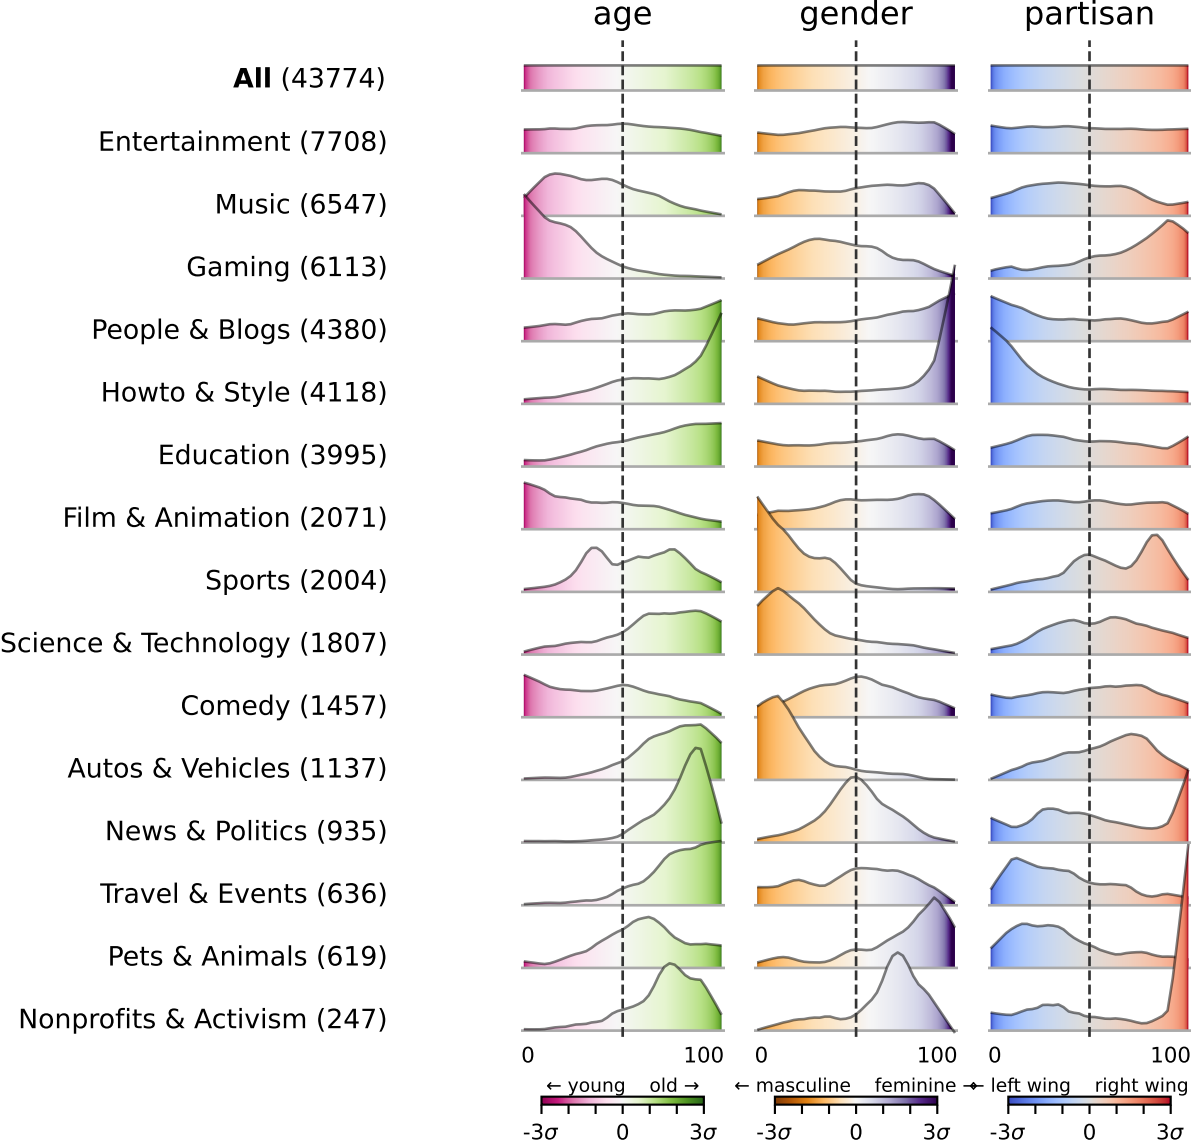 age gender partisan
All (43774)
Entertainment (7708)
Music (6547)
Gaming (6113)
People & Blogs (4380)
Howto & Style (4118)
Education (3995)
Film & Animation (2071)
Sports (2004)
Science & Technology (1807)
Comedy (1457)
Autos & Vehicles (1137)
News & Politics (935)
Travel & Events (636)
Pets & Animals (619)
Nonprofits & Activism (247)
0 100 0 100 0 100
← young old → ← masculine feminine → ← left wing right wing
-3σ 0 3σ -3σ 0 3σ -3σ 0 3σ